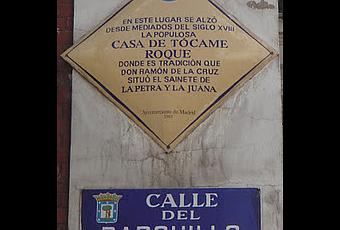 EN ESTE LUGAR SE ALZÓ
DESDE MEDIADOS DEL SIGLO XVIII
LA POPULOSA
CASA DE TÓCAME
ROQUE
DONDE ES TRADICIÓN QUE
DON RAMÓN DE LA CRUZ
SITUÓ EL SAINETE DE
LA PETRA Y LA JUANA
Ayuntamiento de Madrid
CALLE
DEL
BARQUILLO